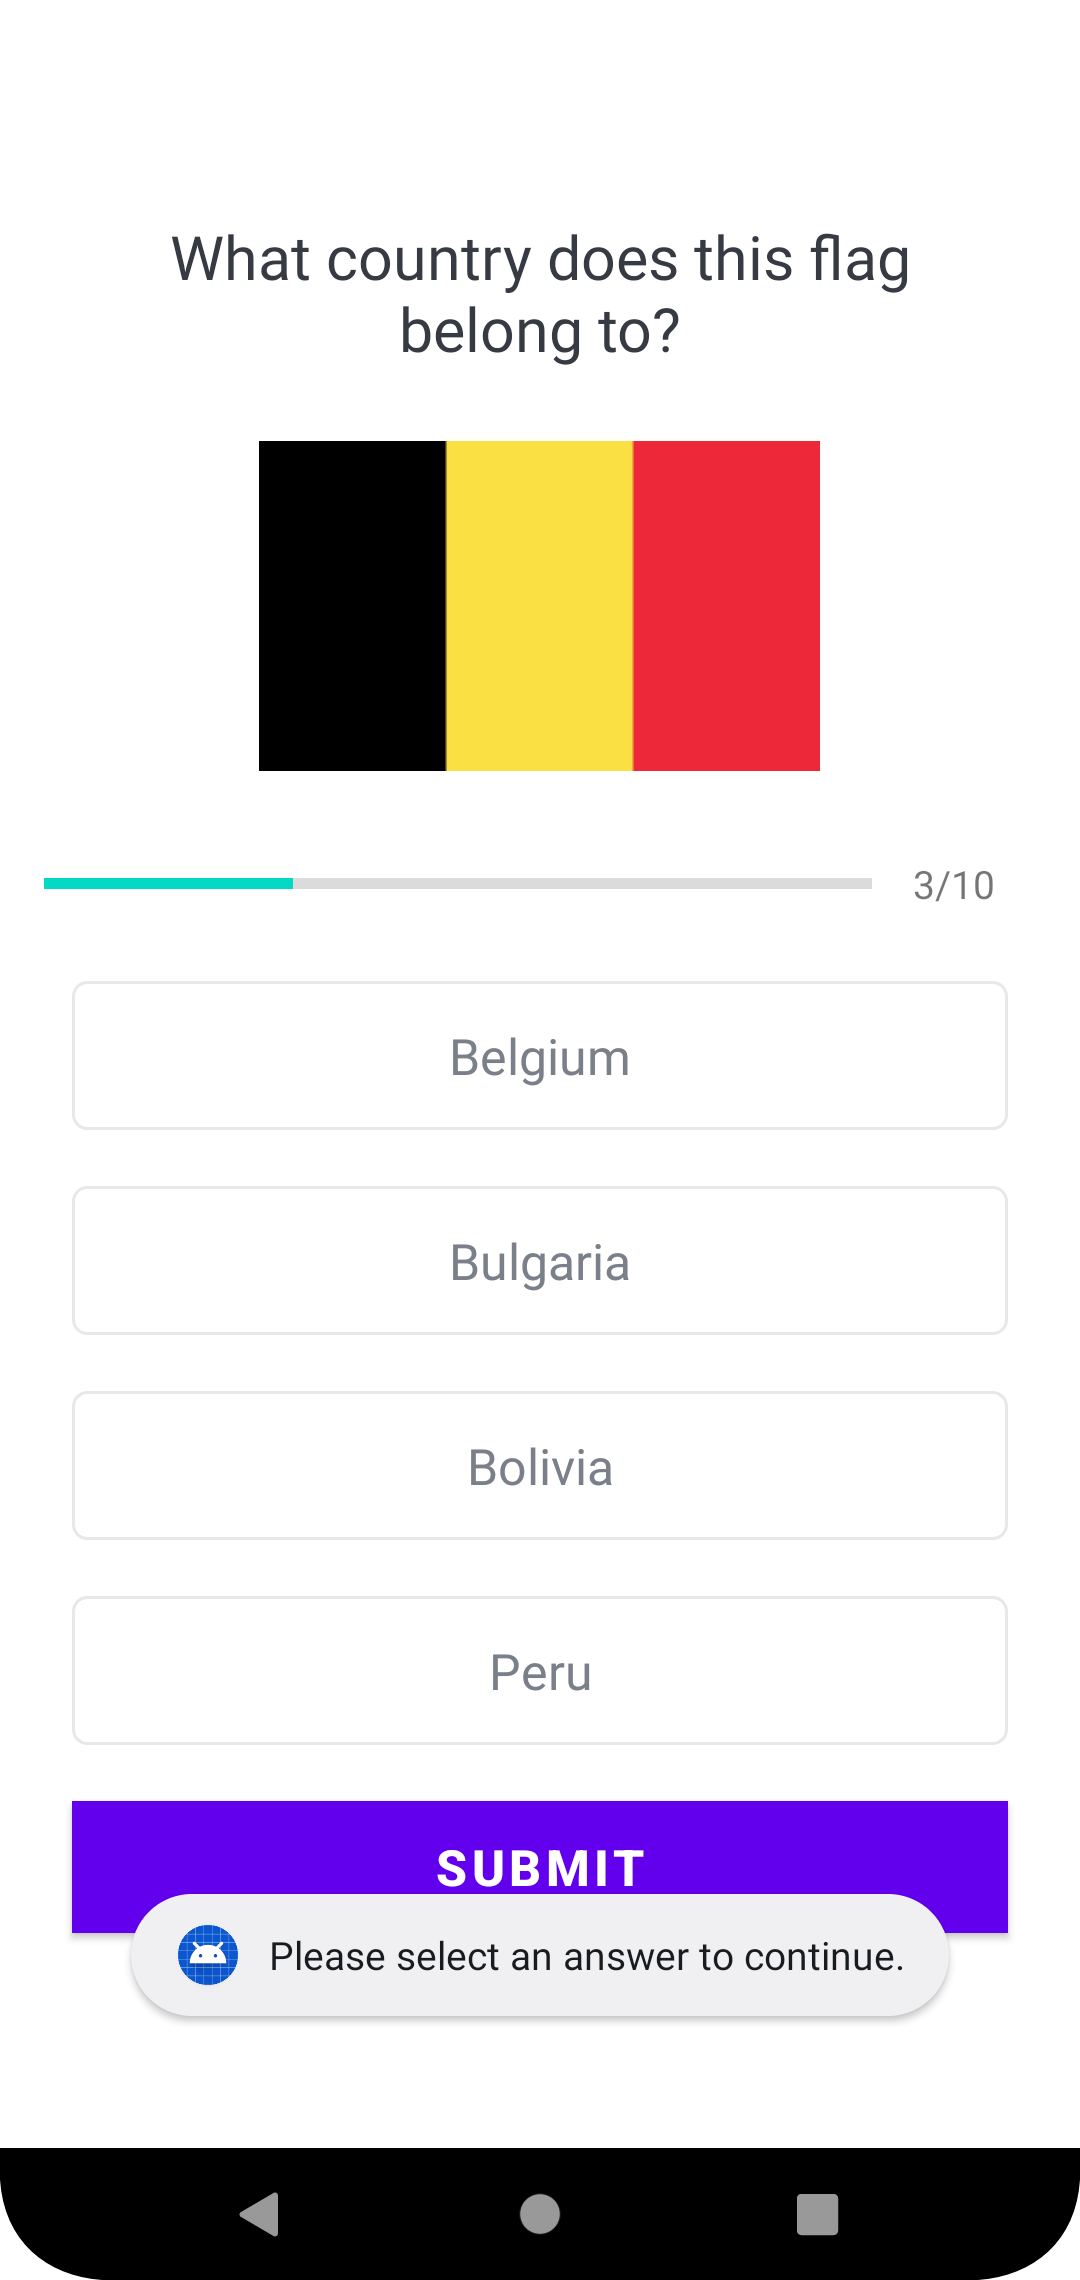 What country does this flag
belong to?
3/10
Belgium
Bulgaria
Bolivia
Peru
SUBMIT
Please select an answer to continue.